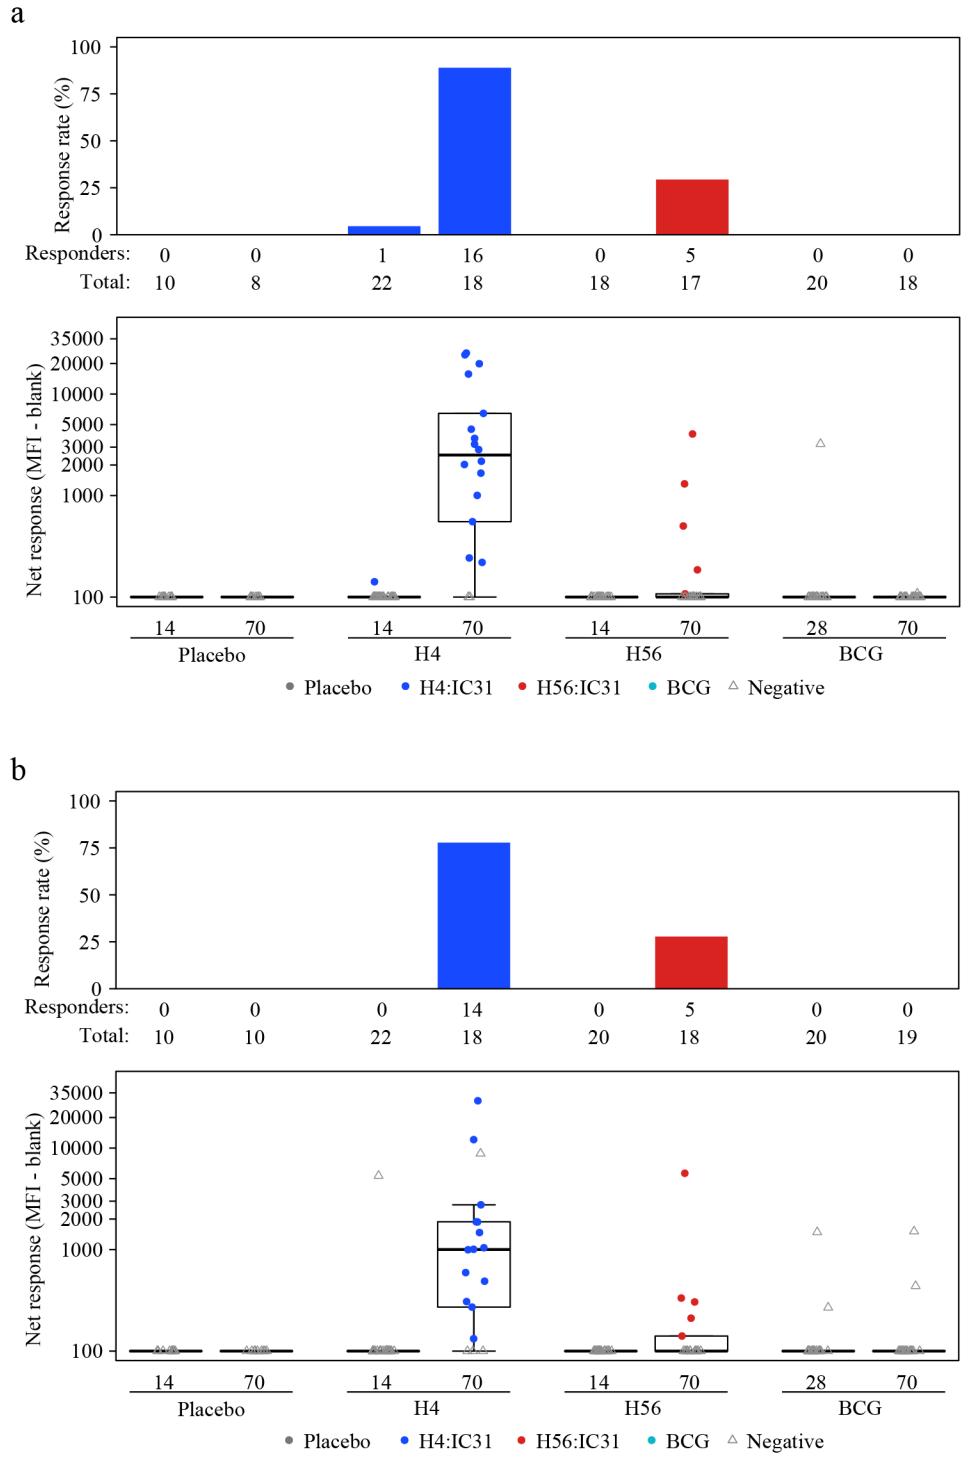 a
100
75
50
25
0
Response rate (%)
Responders: 0 0 1 16 0 5 0 0
Total: 10 8 22 18 18 17 20 18
35000
20000
10000
5000
3000
2000
1000
100
Net response (MFI - blank)
14 70 14 70 14 70 28 70
Placebo H4 H56 BCG
Placebo H4:IC31 H56:IC31 BCG Negative
b
100
75
50
25
0
Response rate (%)
Responders: 0 0 0 14 0 5 0 0
Total: 10 10 22 18 20 18 20 19
35000
20000
10000
5000
3000
2000
1000
100
Net response (MFI - blank)
14 70 14 70 14 70 28 70
Placebo H4 H56 BCG
Placebo H4:IC31 H56:IC31 BCG Negative